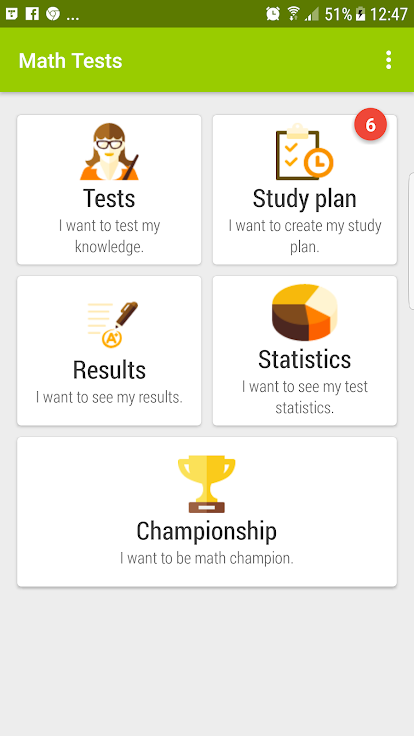 ... 51% 12:47
Math Tests
6
Tests
I want to test my
knowledge.
Study plan
I want to create my study
plan.
A+
Results
I want to see my results.
Statistics
I want to see my test
statistics.
Championship
I want to be math champion.